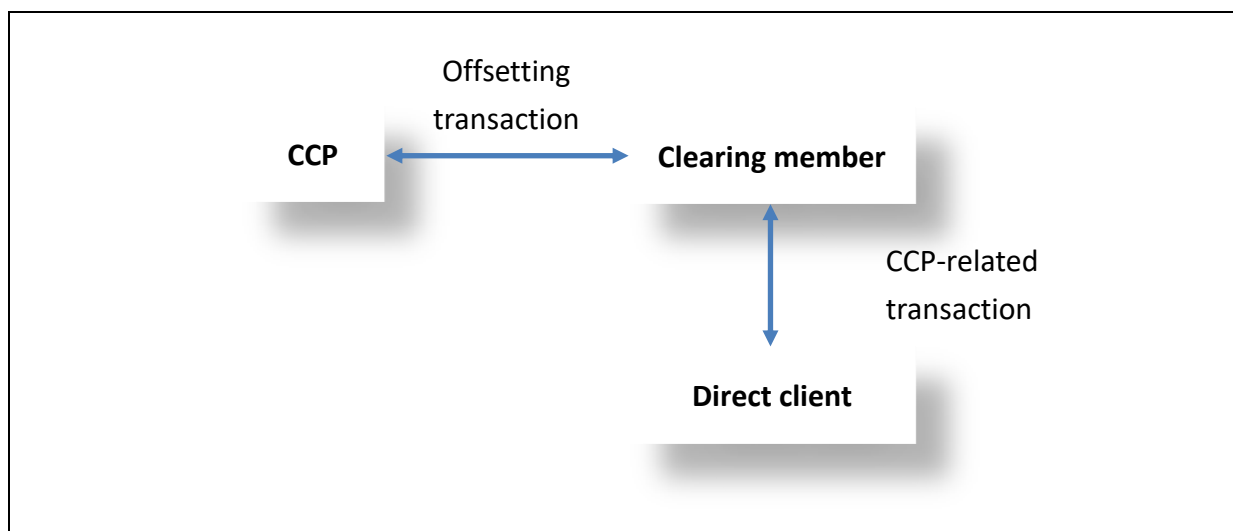 Offsetting
transaction
CCP
Clearing member
CCP-related
transaction
Direct client